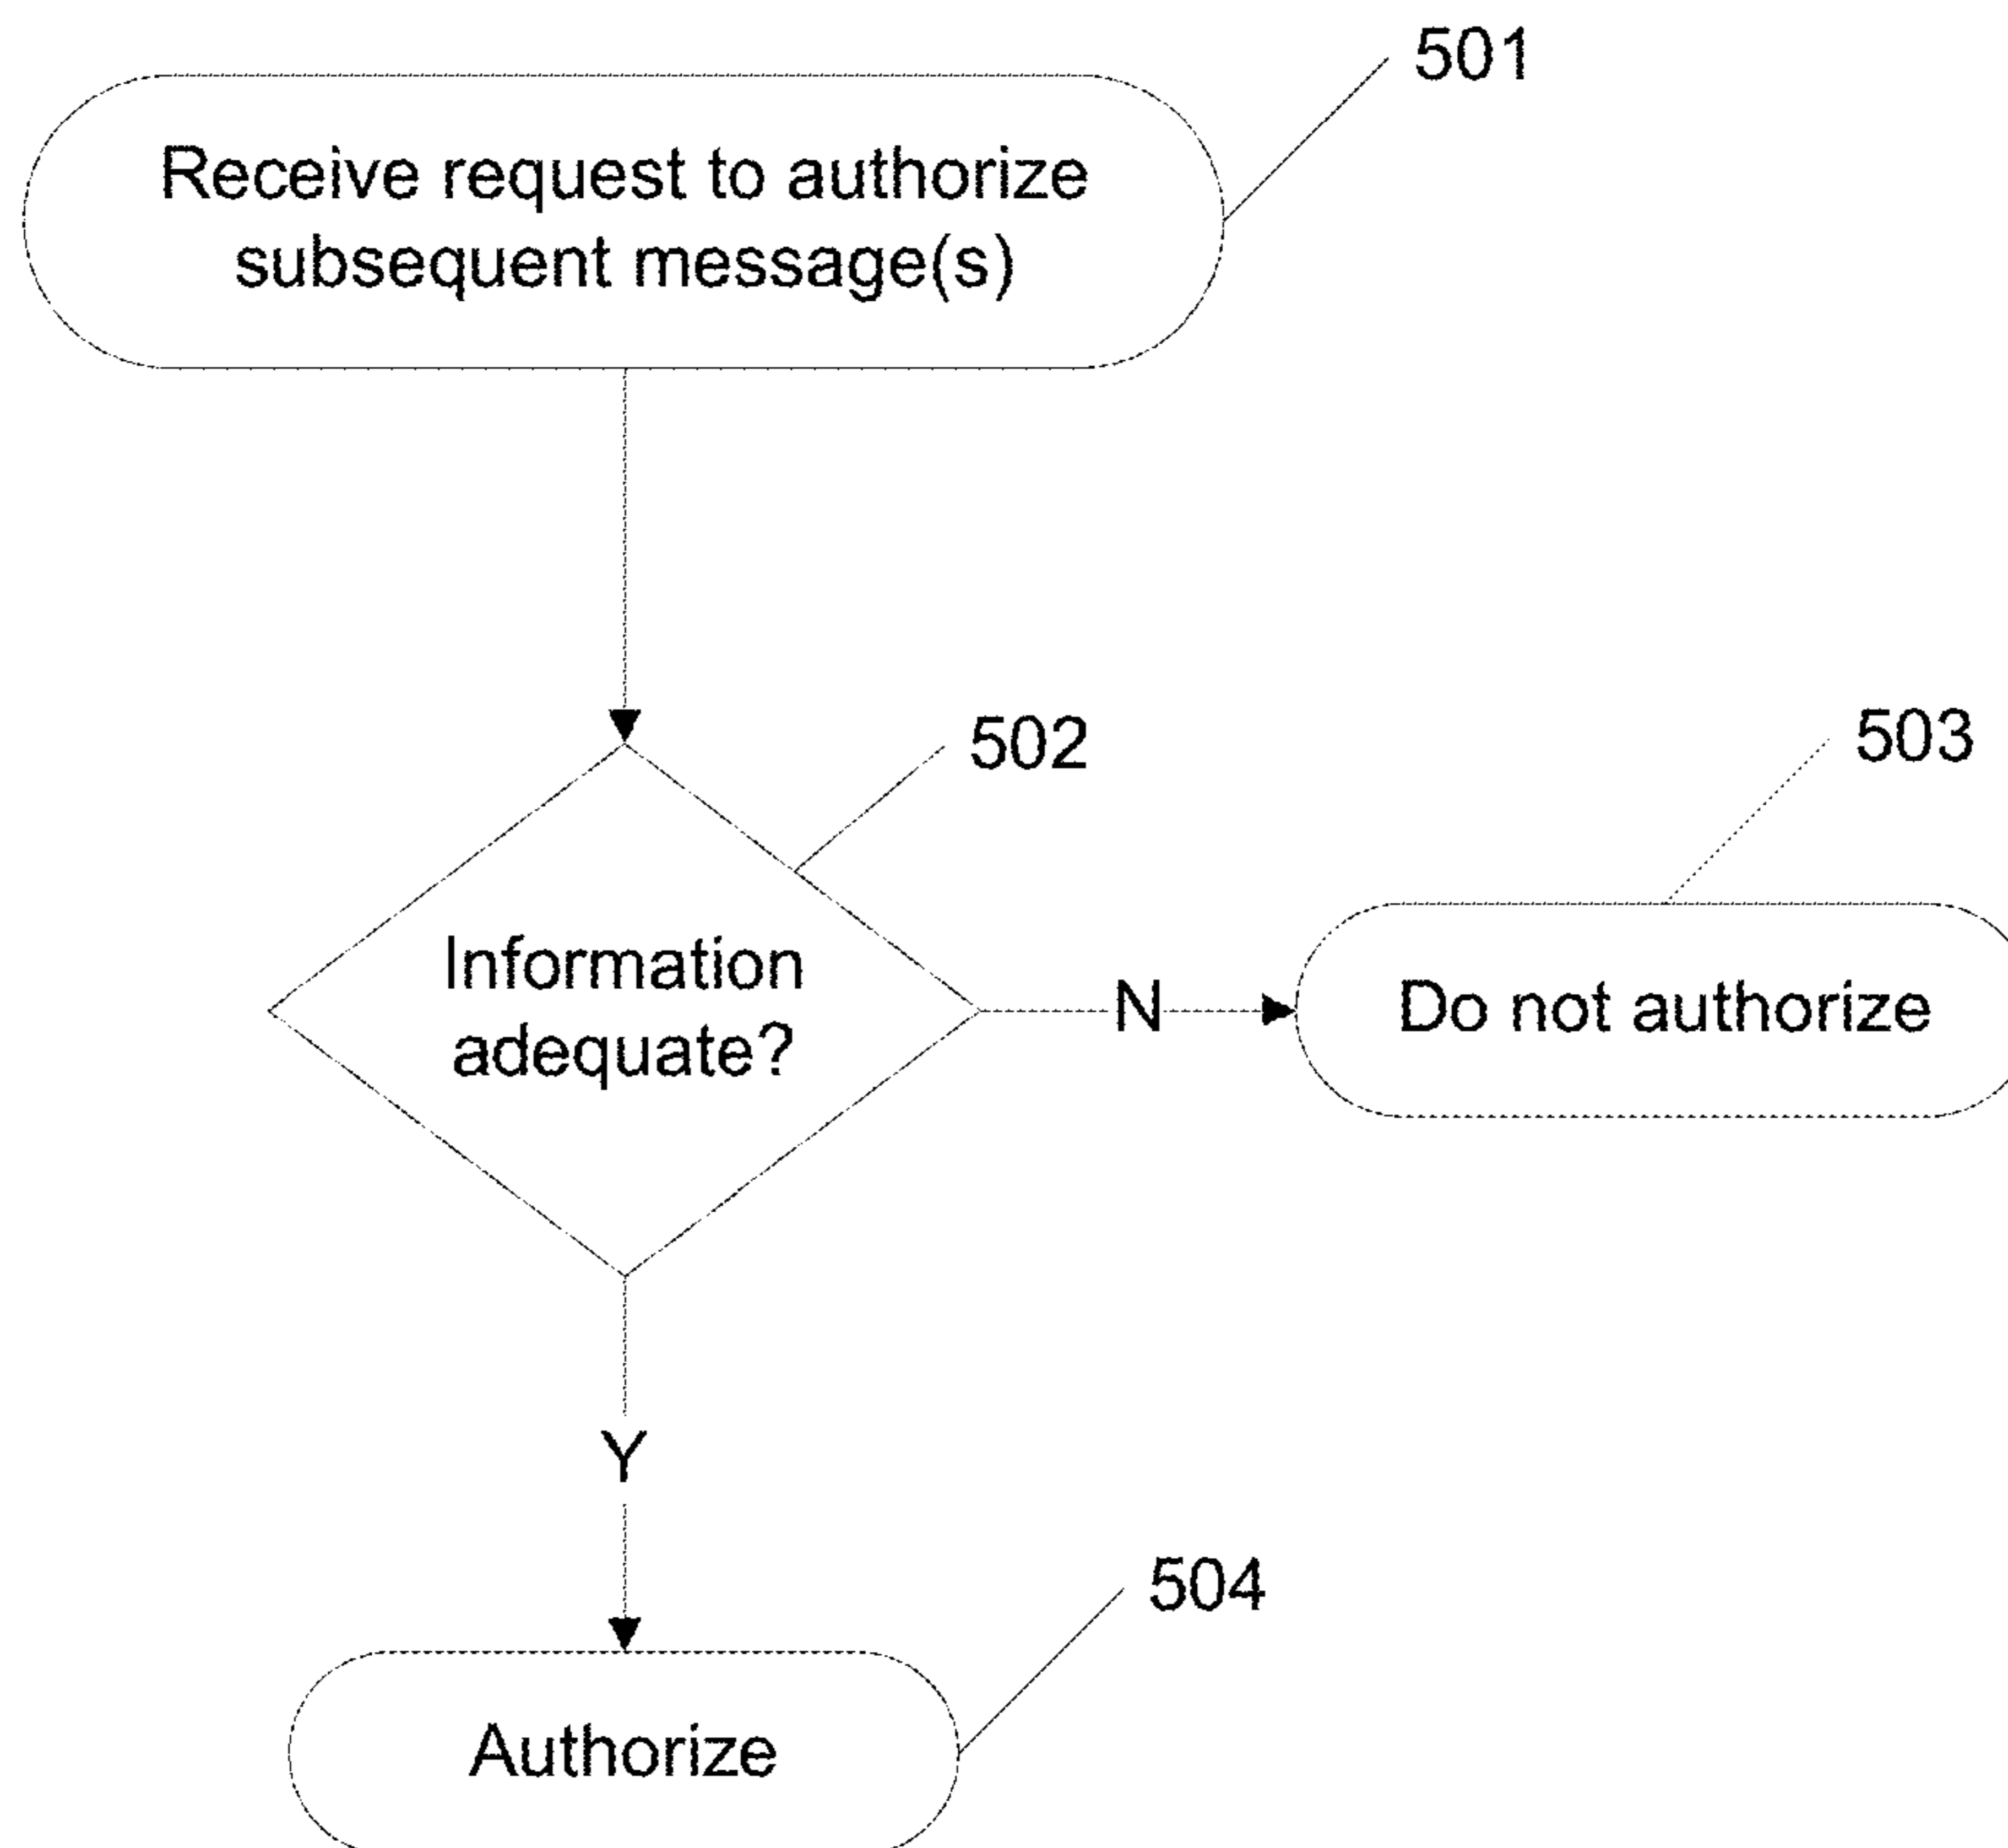 501
Receive request to authorize
subsequent message(s)
502
503
Information
adequate?
N
Do not authorize
Y
504
Authorize